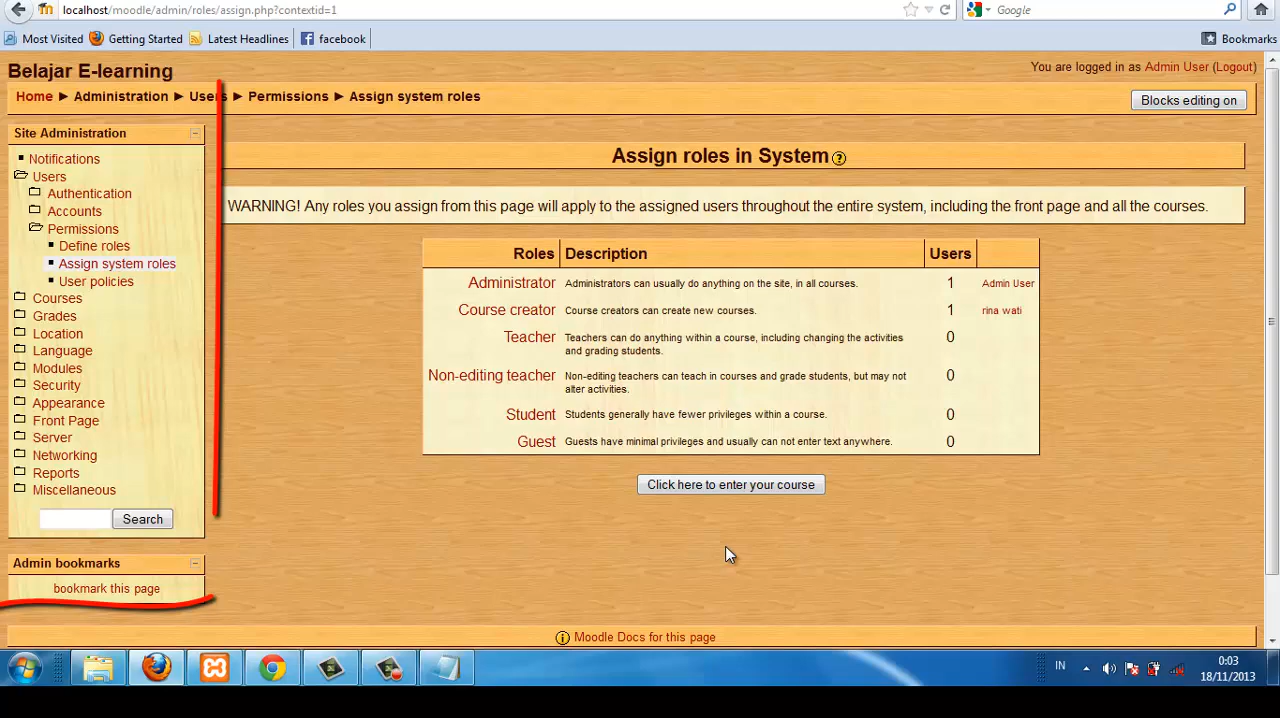 localhost/moodle/admin/roles/assign.php?contextid=1
Google
Most Visited Getting Started Latest Headlines facebook Bookmarks
Belajar E-learning
You are logged in as Admin User (Logout)
Home ► Administration ► Users ► Permissions ► Assign system roles
Blocks editing on
Site Administration
Notifications
Users
Authentication
Accounts
Permissions
Define roles
Assign system roles
User policies
Courses
Grades
Location
Language
Modules
Security
Appearance
Front Page
Server
Networking
Reports
Miscellaneous
Search
Admin bookmarks
bookmark this page
Assign roles in System
WARNING! Any roles you assign from this page will apply to the assigned users throughout the entire system, including the front page and all the courses.
Roles Description Users
Administrator Administrators can usually do anything on the site, in all courses. 1 Admin User
Course creator Course creators can create new courses. 1 rina wati
Teacher Teachers can do anything within a course, including changing the activities 0
and grading students.
Non-editing teacher Non-editing teachers can teach in courses and grade students, but may not 0
alter activities.
Student Students generally have fewer privileges within a course. 0
Guest Guests have minimal privileges and usually can not enter text anywhere. 0
Click here to enter your course
Moodle Docs for this page
IN
0:03
18/11/2013